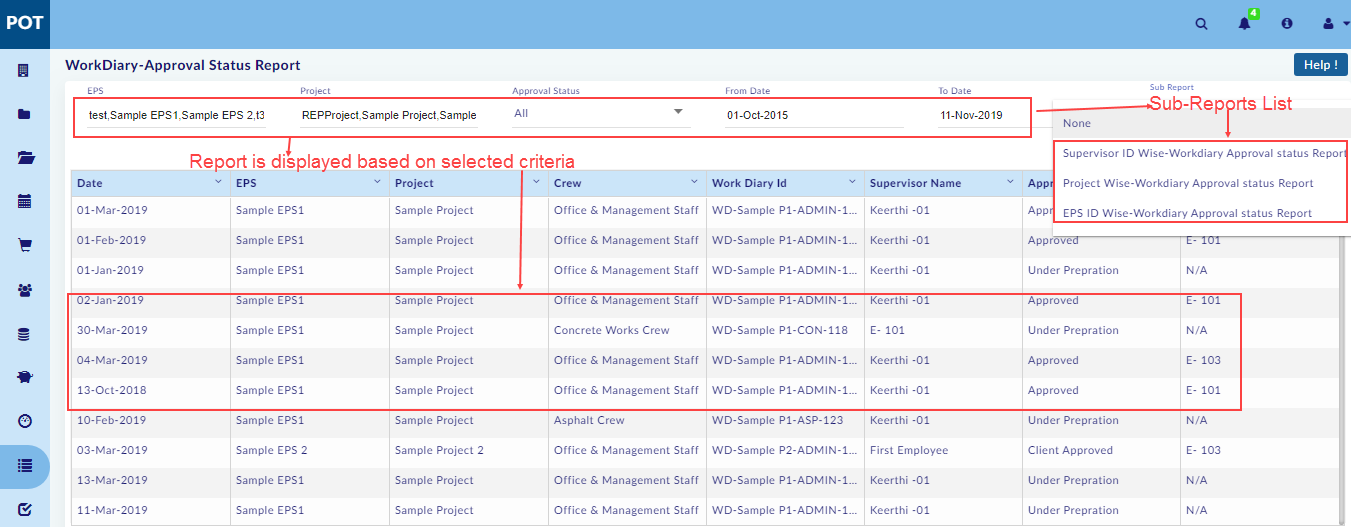 POT
4
WorkDiary-Approval Status Report
Help !
EPS Project Approval Status From Date To Date Sub Report
test,Sample EPS1,Sample EPS 2,t3 REPProject,Sample Project,Sample All 01-Oct-2015 11-Nov-2019
Sub-Reports List
None
Supervisor ID Wise-Workdiary Approval status Report
Project Wise-Workdiary Approval status Report
EPS ID Wise-Workdiary Approval status Report
Report is displayed based on selected criteria
Date EPS Project Crew Work Diary Id Supervisor Name
01-Mar-2019 Sample EPS1 Sample Project Office & Management Staff WD-Sample P1-ADMIN-1... Keerthi -01
01-Feb-2019 Sample EPS1 Sample Project Office & Management Staff WD-Sample P1-ADMIN-1... Keerthi -01 Approved E- 101
01-Jan-2019 Sample EPS1 Sample Project Office & Management Staff WD-Sample P1-ADMIN-1... Keerthi -01 Under Prepration N/A
02-Jan-2019 Sample EPS1 Sample Project Office & Management Staff WD-Sample P1-ADMIN-1... Keerthi -01 Approved E- 101
30-Mar-2019 Sample EPS1 Sample Project Concrete Works Crew WD-Sample P1-CON-118 E- 101 Under Prepration N/A
04-Mar-2019 Sample EPS1 Sample Project Office & Management Staff WD-Sample P1-ADMIN-1... Keerthi -01 Approved E- 103
13-Oct-2018 Sample EPS1 Sample Project Office & Management Staff WD-Sample P1-ADMIN-1... Keerthi -01 Approved E- 101
10-Feb-2019 Sample EPS1 Sample Project Asphalt Crew WD-Sample P1-ASP-123 Keerthi -01 Under Prepration N/A
03-Mar-2019 Sample EPS 2 Sample Project 2 Office & Management Staff WD-Sample P2-ADMIN-1... First Employee Client Approved E- 103
13-Mar-2019 Sample EPS1 Sample Project Office & Management Staff WD-Sample P1-ADMIN-1... Keerthi -01 Under Prepration N/A
11-Mar-2019 Sample EPS1 Sample Project Office & Management Staff WD-Sample P1-ADMIN-1... Keerthi -01 Under Prepration N/A